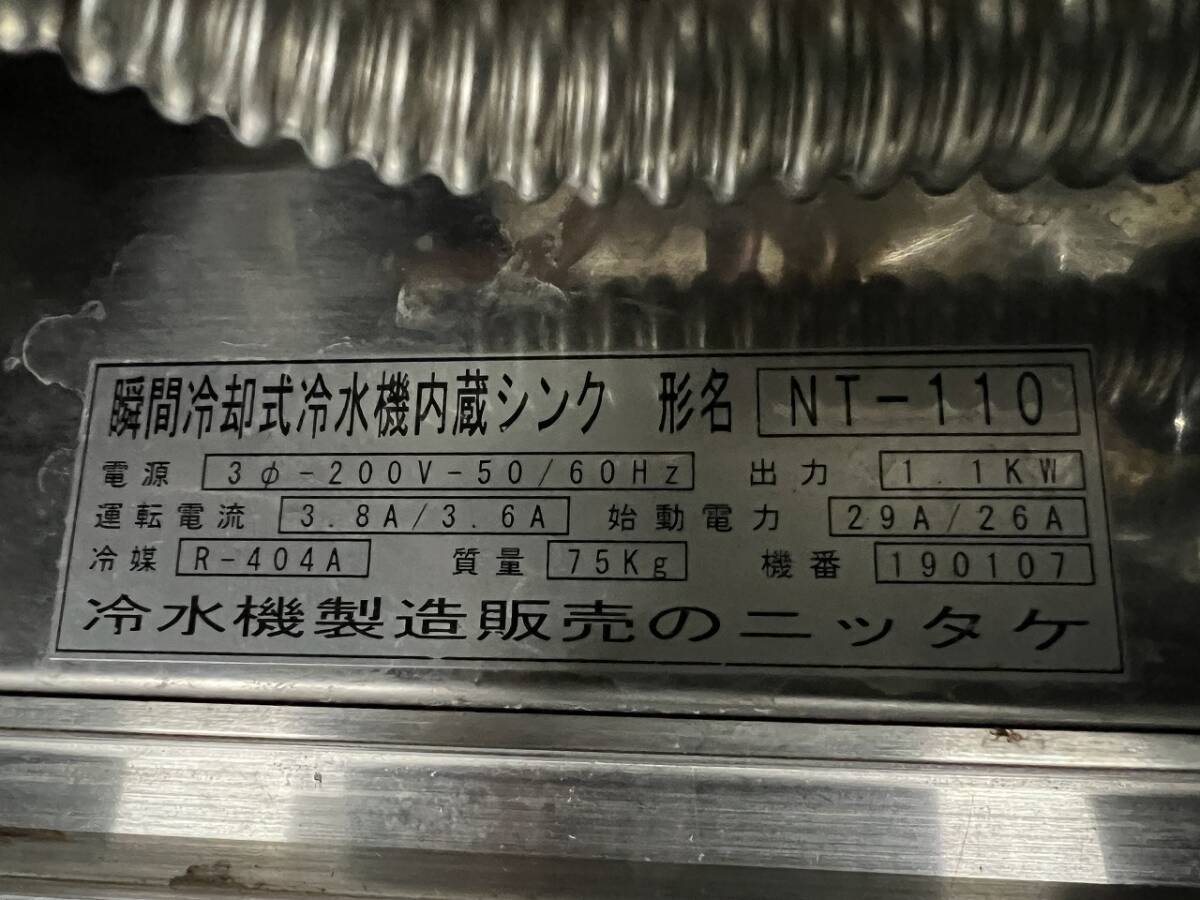 瞬間冷却式冷水機内蔵シンク 形名 NT-110
電源 3φ-200V-50/60Hz 出力 1.1KW
運転電流 3.8A/3.6A 始動電力 29A/26A
冷媒 R-404A 質量 75Kg 機番 190107
冷水機製造販売のニッタケ